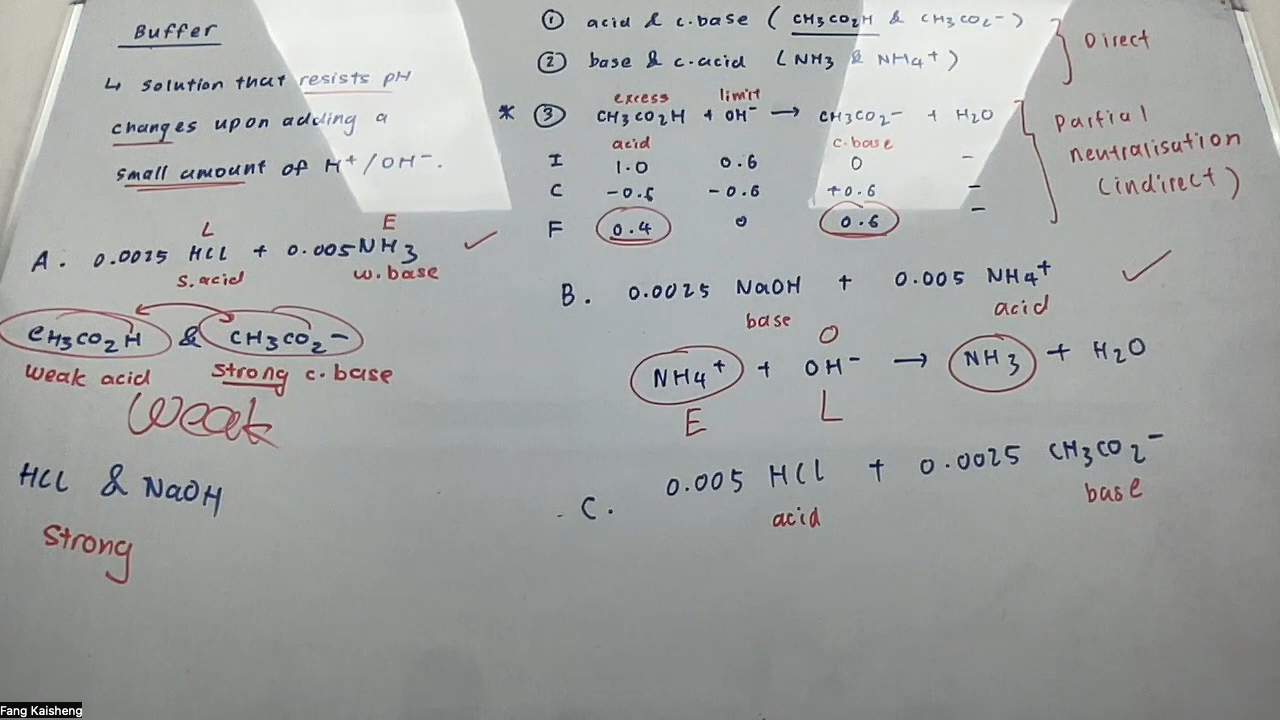 Buffer
↳ solution that resists pH
changes upon adding a
small amount of H+/OH-.
① acid & c.base (CH3CO2H & CH3CO2-)
② base & c.acid (NH3 & NH4+)
Direct
excess limit
* ③ CH3CO2H + OH- → CH3CO2- + H2O
acid c.base
I 1.0 0.6 0 -
C -0.6 -0.6 +0.6 -
F 0.4 0 0.6 -
Partial
neutralisation
(indirect)
L E
A. 0.0025 HCl + 0.005 NH3 ✓
s.acid w.base
CH3CO2H & CH3CO2-
weak acid strong c.base
weak
HCl & NaOH
strong
B. 0.0025 NaOH + 0.005 NH4+ ✓
base acid
O
NH4+ + OH- → NH3 + H2O
E L
C. 0.005 HCl + 0.0025 CH3CO2-
acid base
Fang Kaisheng